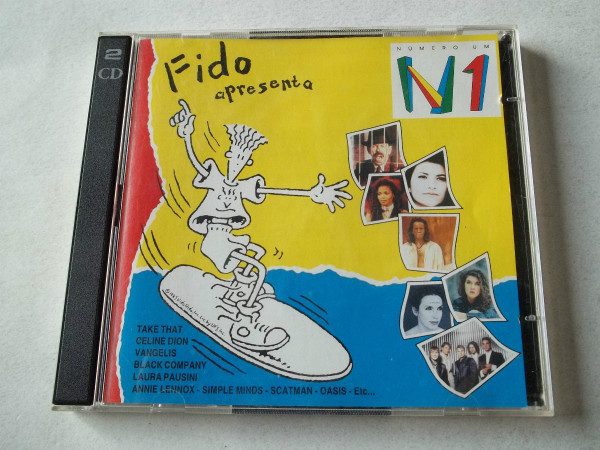 2
CD
Fido
apresenta
NÚMERO UM
N1
TAKE THAT
CELINE DION
VANGELIS
BLACK COMPANY
LAURA PAUSINI
ANNIE LENNOX - SIMPLE MINDS - SCATMAN - OASIS - Etc...